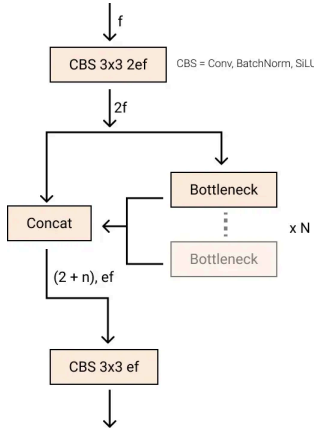 f
CBS 3x3 2ef
CBS = Conv, BatchNorm, SiLU
2f
Bottleneck
Concat
x N
Bottleneck
(2 + n), ef
CBS 3x3 ef